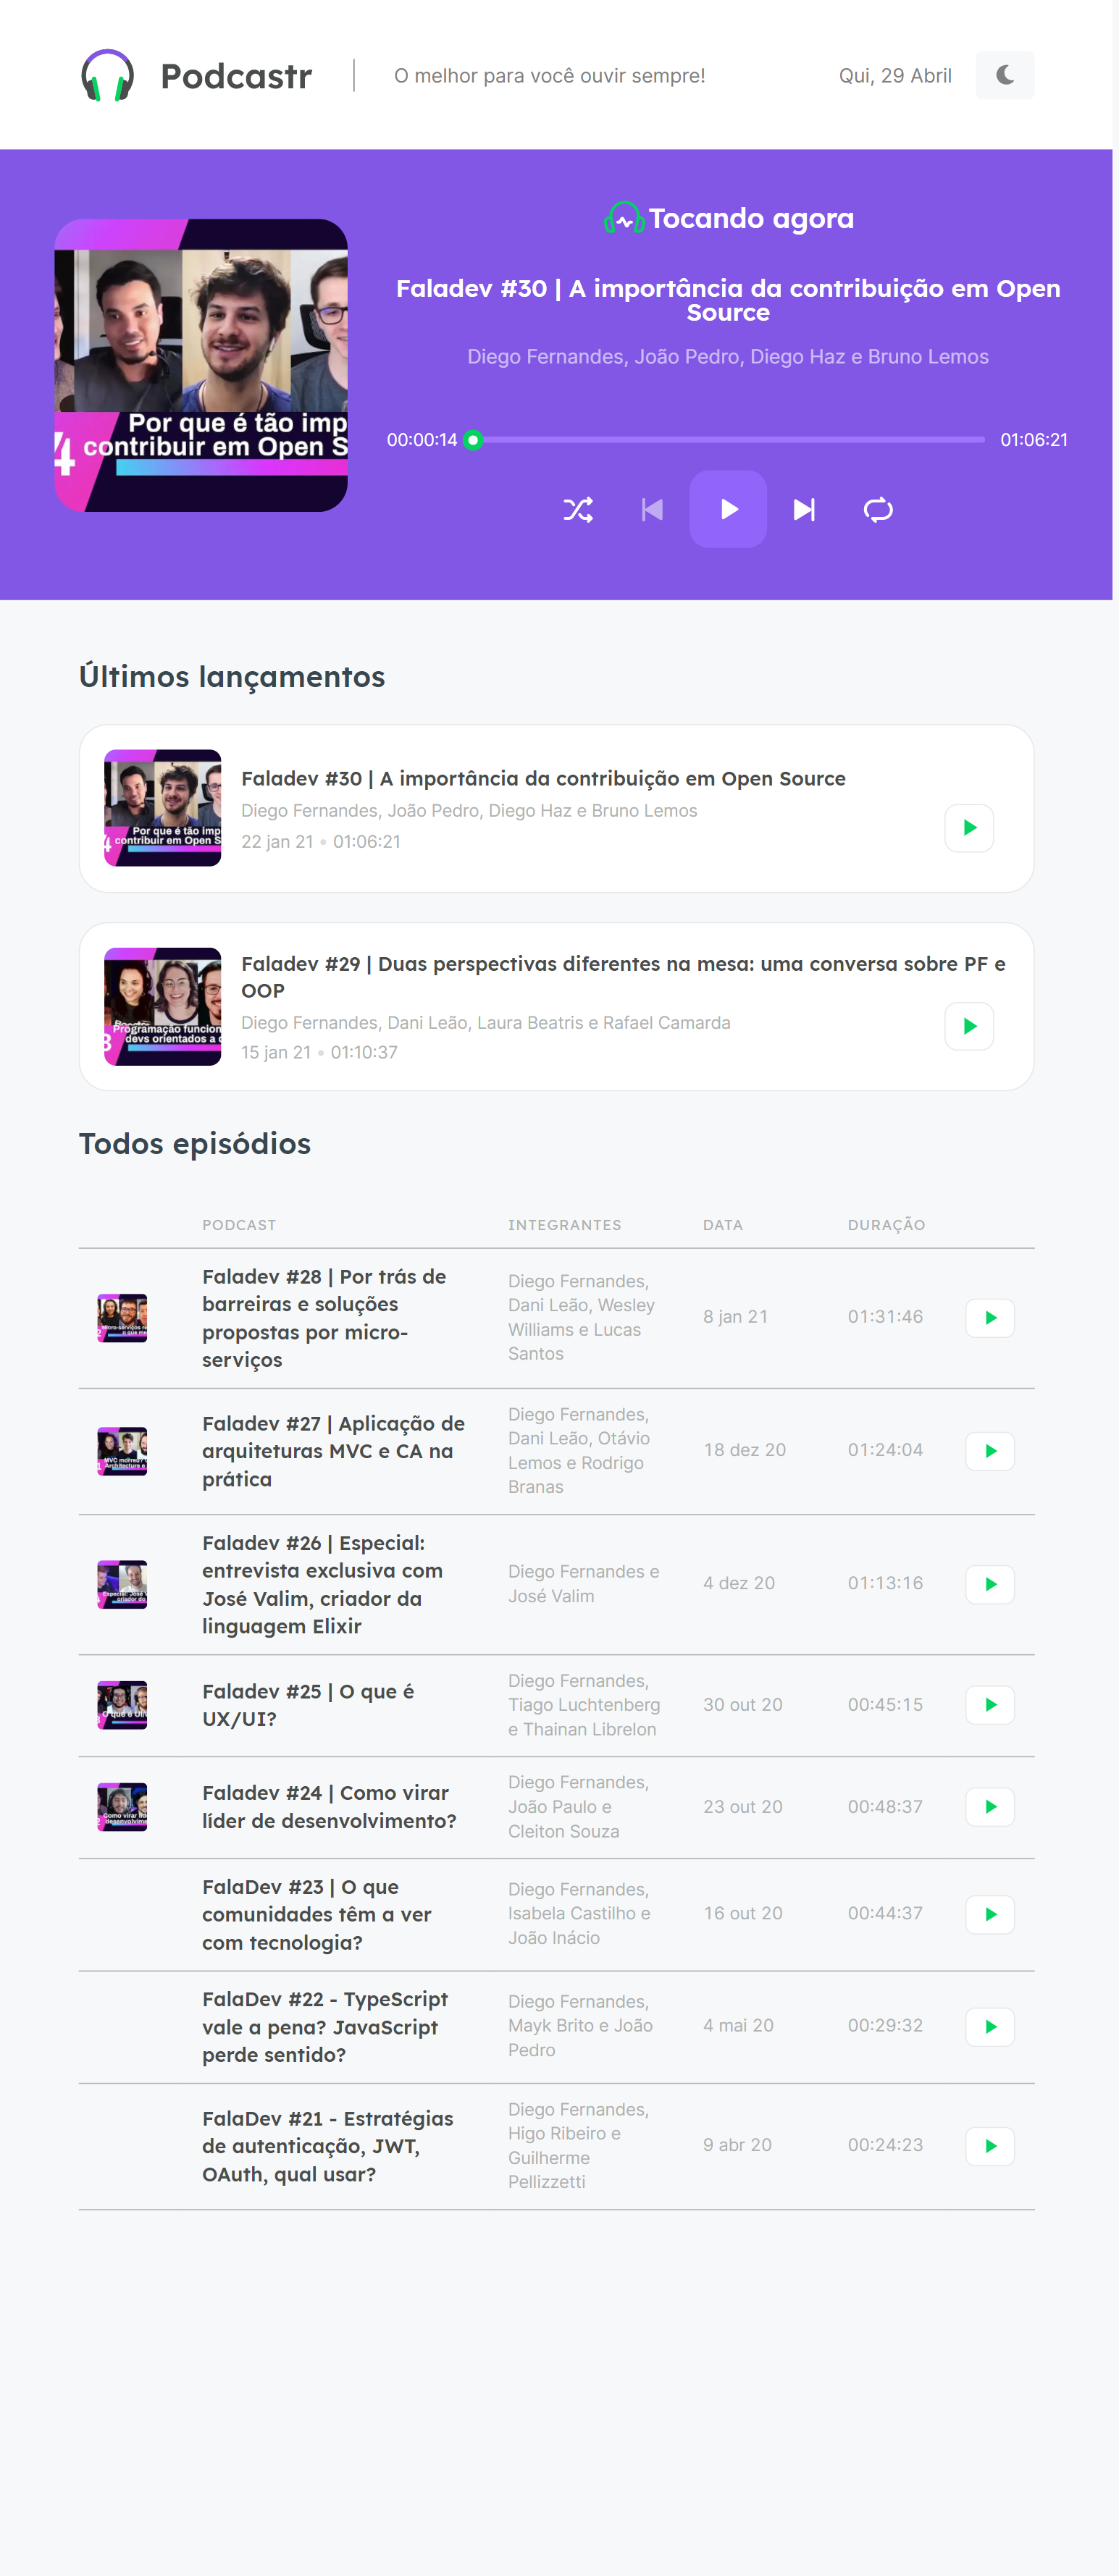 Podcastr
O melhor para você ouvir sempre!
Qui, 29 Abril
Por que é tão imp
contribuir em Open S
4
Tocando agora
Faladev #30 | A importância da contribuição em Open
Source
Diego Fernandes, João Pedro, Diego Haz e Bruno Lemos
00:00:14
01:06:21
Últimos lançamentos
Por que é tão imp
contribuir em Open S
4
Faladev #30 | A importância da contribuição em Open Source
Diego Fernandes, João Pedro, Diego Haz e Bruno Lemos
22 jan 21 • 01:06:21
Programação funcion
devs orientados a
Faladev #29 | Duas perspectivas diferentes na mesa: uma conversa sobre PF e
OOP
Diego Fernandes, Dani Leão, Laura Beatris e Rafael Camarda
15 jan 21 • 01:10:37
Todos episódios
PODCAST INTEGRANTES DATA DURAÇÃO
Faladev #28 | Por trás de
barreiras e soluções
propostas por micro-
serviços
Diego Fernandes,
Dani Leão, Wesley
Williams e Lucas
Santos
8 jan 21
01:31:46
Faladev #27 | Aplicação de
arquiteturas MVC e CA na
prática
Diego Fernandes,
Dani Leão, Otávio
Lemos e Rodrigo
Branas
18 dez 20
01:24:04
Faladev #26 | Especial:
entrevista exclusiva com
José Valim, criador da
linguagem Elixir
Diego Fernandes e
José Valim
4 dez 20
01:13:16
Faladev #25 | O que é
UX/UI?
Diego Fernandes,
Tiago Luchtenberg
e Thainan Librelon
30 out 20
00:45:15
Faladev #24 | Como virar
líder de desenvolvimento?
Diego Fernandes,
João Paulo e
Cleiton Souza
23 out 20
00:48:37
FalaDev #23 | O que
comunidades têm a ver
com tecnologia?
Diego Fernandes,
Isabela Castilho e
João Inácio
16 out 20
00:44:37
FalaDev #22 - TypeScript
vale a pena? JavaScript
perde sentido?
Diego Fernandes,
Mayk Brito e João
Pedro
4 mai 20
00:29:32
FalaDev #21 - Estratégias
de autenticação, JWT,
OAuth, qual usar?
Diego Fernandes,
Higo Ribeiro e
Guilherme
Pellizzetti
9 abr 20
00:24:23